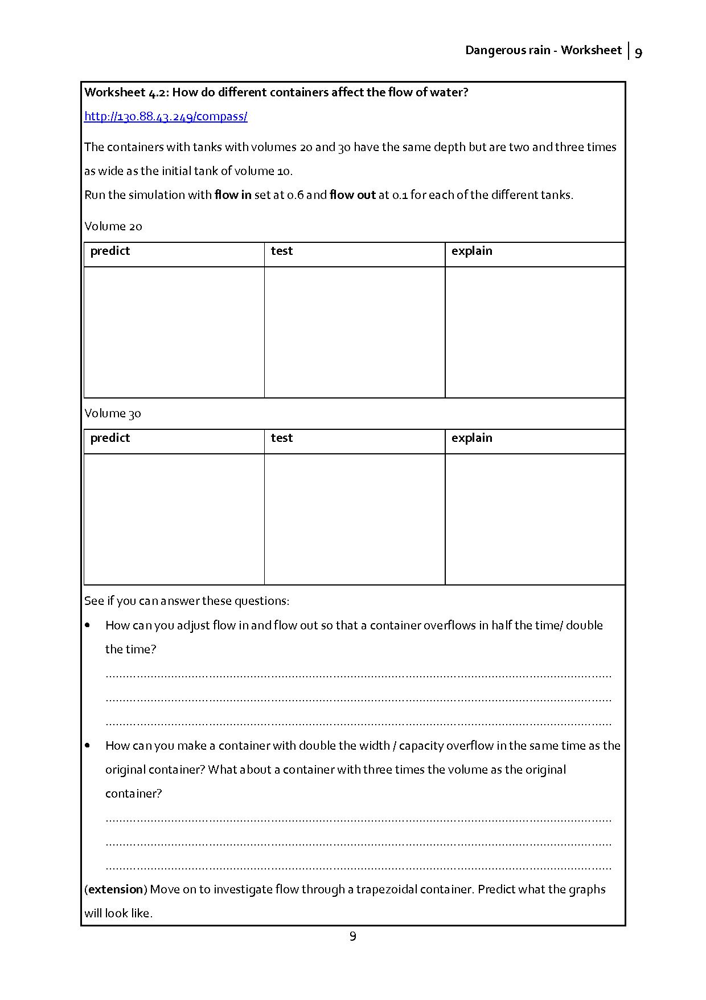 Dangerous rain - Worksheet 9
Worksheet 4.2: How do different containers affect the flow of water?
http://130.88.43.249/compass/
The containers with tanks with volumes 20 and 30 have the same depth but are two and three times
as wide as the initial tank of volume 10.
Run the simulation with flow in set at 0.6 and flow out at 0.1 for each of the different tanks.
Volume 20
predict test explain
Volume 30
predict test explain
See if you can answer these questions:
• How can you adjust flow in and flow out so that a container overflows in half the time/ double
the time?
....................................................................................................................................................
....................................................................................................................................................
....................................................................................................................................................
• How can you make a container with double the width / capacity overflow in the same time as the
original container? What about a container with three times the volume as the original
container?
....................................................................................................................................................
....................................................................................................................................................
....................................................................................................................................................
(extension) Move on to investigate flow through a trapezoidal container. Predict what the graphs
will look like.
9